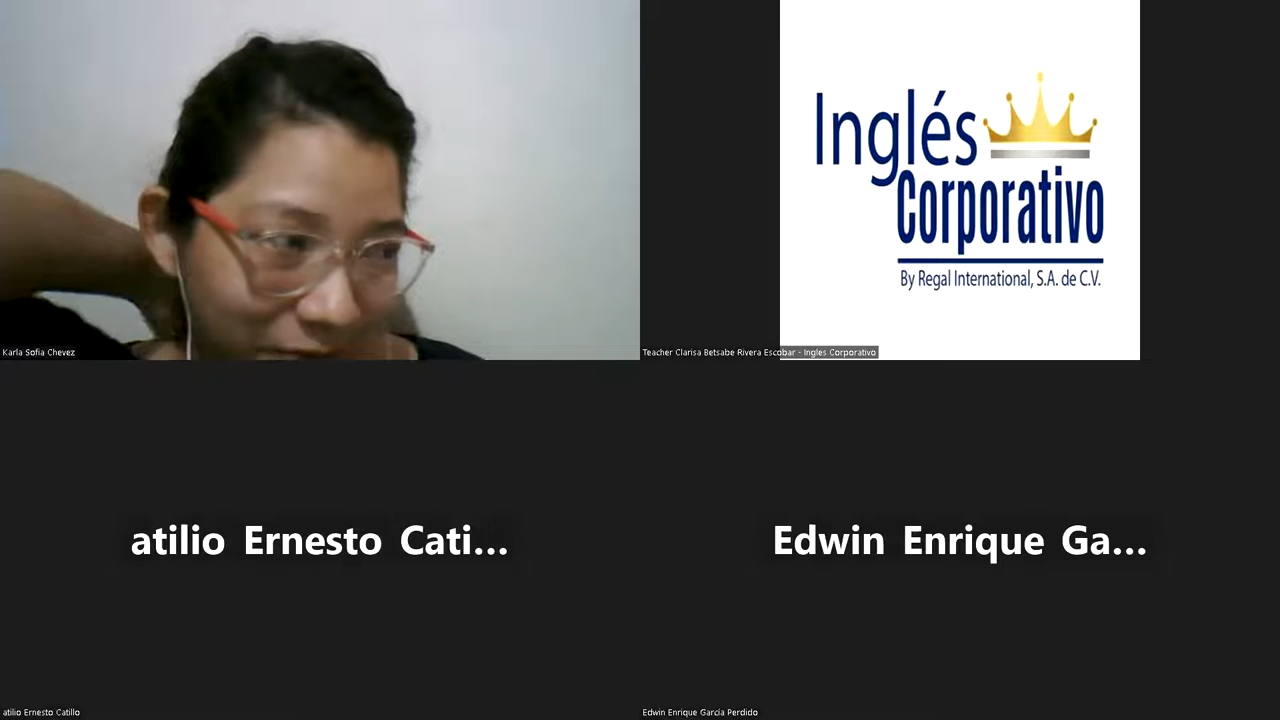 Inglés
Corporativo
By Regal International, S.A. de C.V.
Karla Sofia Chevez
Teacher Clarisa Betsabe Rivera Escobar - Ingles Corporativo
atilio Ernesto Cati...
Edwin Enrique Ga...
atilio Ernesto Catillo
Edwin Enrique García Perdido